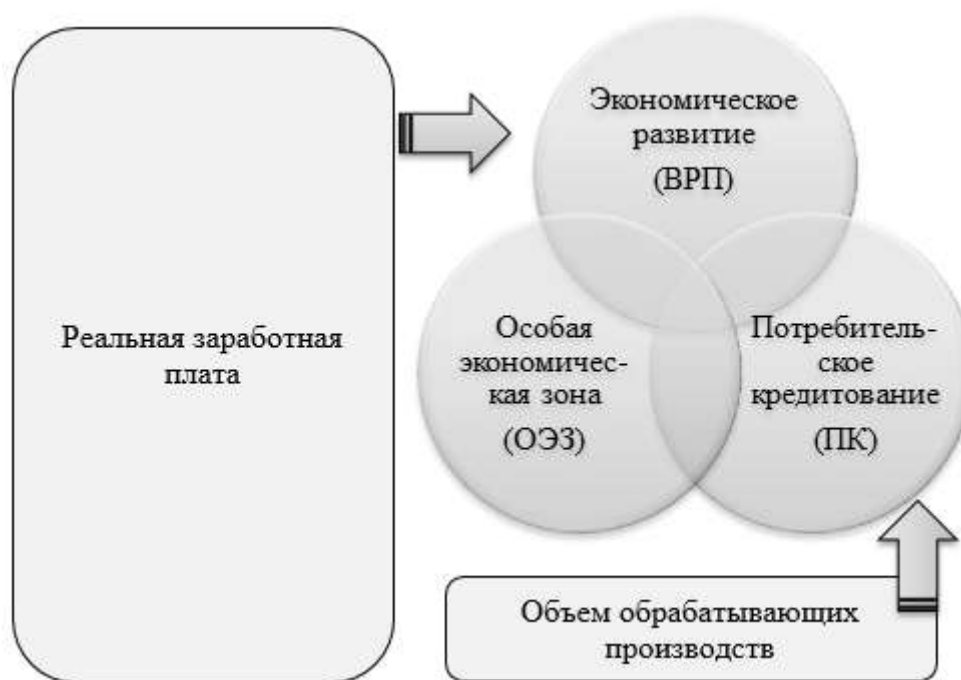 Реальная заработная
плата
Экономическое
развитие
(ВРП)
Особая
экономичес-
кая зона
(ОЭЗ)
Потребитель-
ское
кредитование
(ПК)
Объем обрабатывающих
производств